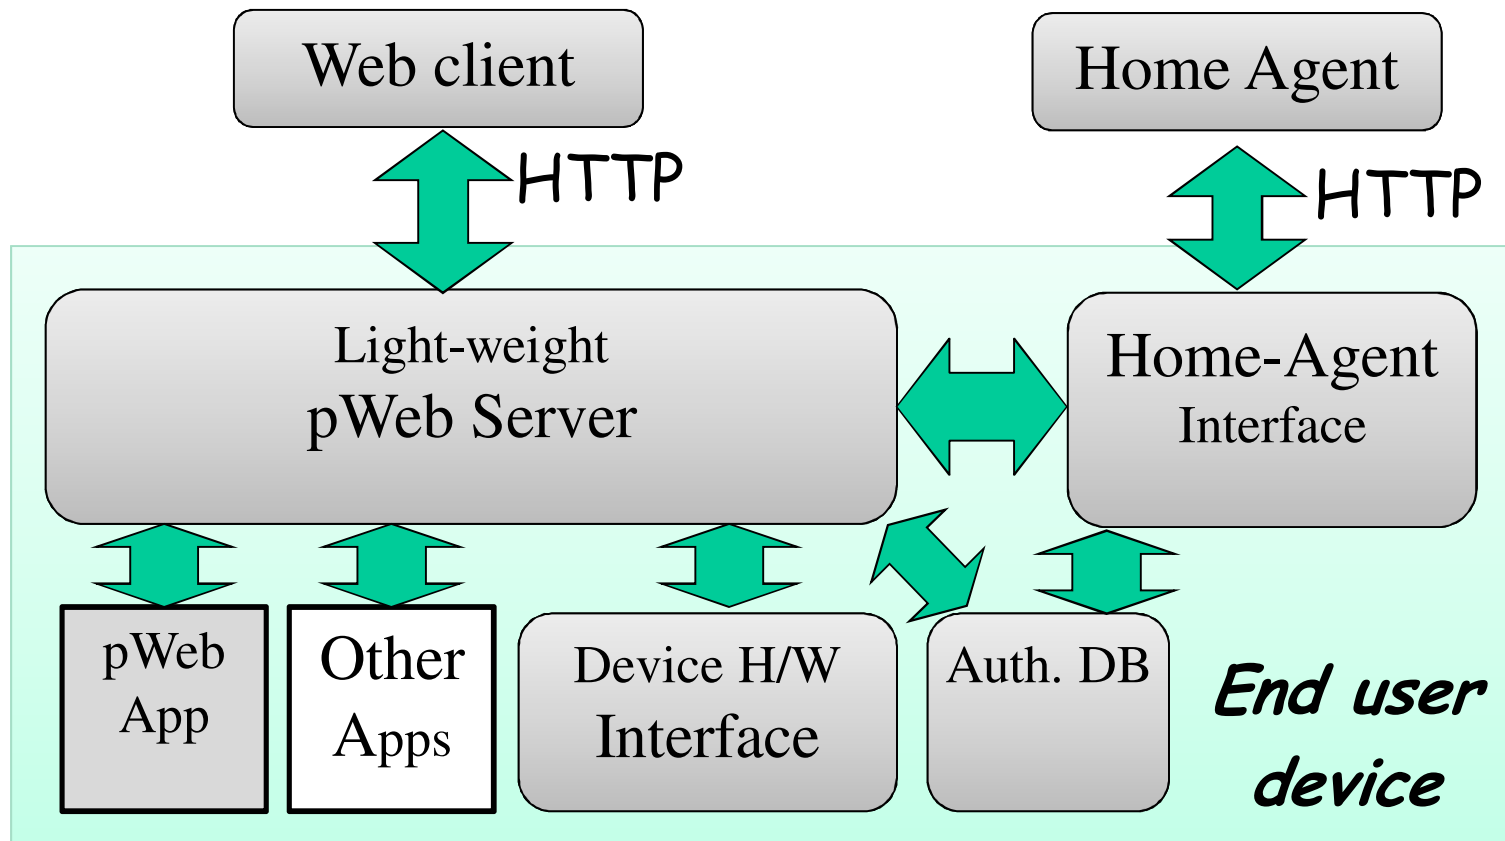 Web client
Home Agent
HTTP
HTTP
Light-weight
pWeb Server
Home-Agent
Interface
pWeb
App
Other
Apps
Device H/W
Interface
Auth. DB
End user
device